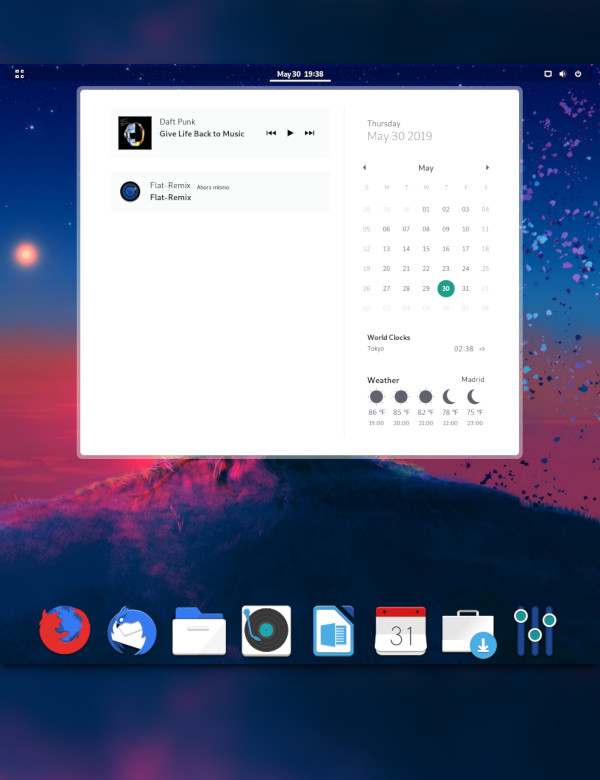 May 30 19:38
Daft Punk
Give Life Back to Music
Flat-Remix Ahora mismo
Flat-Remix
Thursday
May 30 2019
May
S M T W T F S
28 29 30 01 02 03 04
05 06 07 08 09 10 11
12 13 14 15 16 17 18
19 20 21 22 23 24 25
26 27 28 29 30 31 01
02 03 04 05 06 07 08
World Clocks
Tokyo 02:38
Weather Madrid
86 °F 85 °F 82 °F 78 °F 75 °F
19:00 20:00 21:00 22:00 23:00
31